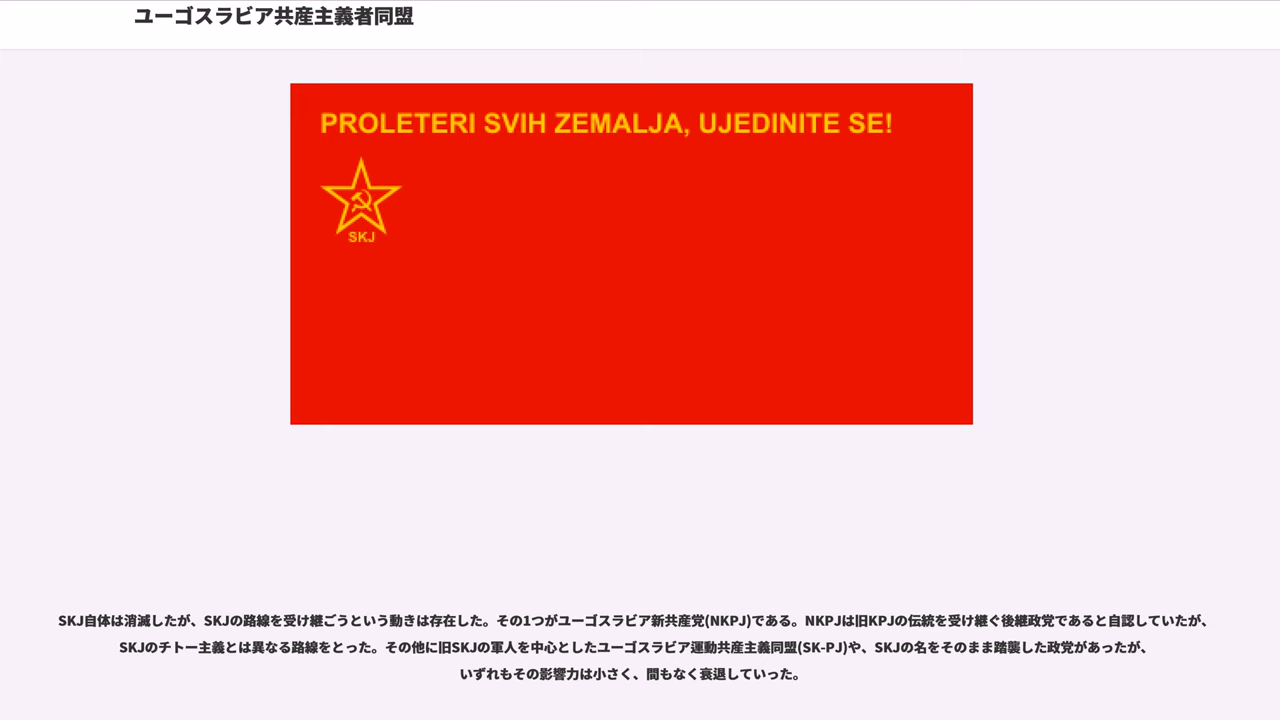 ユーゴスラビア共産主義者同盟
PROLETERI SVIH ZEMALJA, UJEDINITE SE!
SKJ
SKJ自体は消滅したが、SKJの路線を受け継ごうという動きは存在した。その1つがユーゴスラビア新共産党(NKPJ)である。NKPJは旧KPJの伝統を受け継ぐ後継政党であると自認していたが、
SKJのチトー主義とは異なる路線をとった。その他に旧SKJの軍人を中心としたユーゴスラビア運動共産主義同盟(SK-PJ)や、SKJの名をそのまま踏襲した政党があったが、
いずれもその影響力は小さく、間もなく衰退していった。